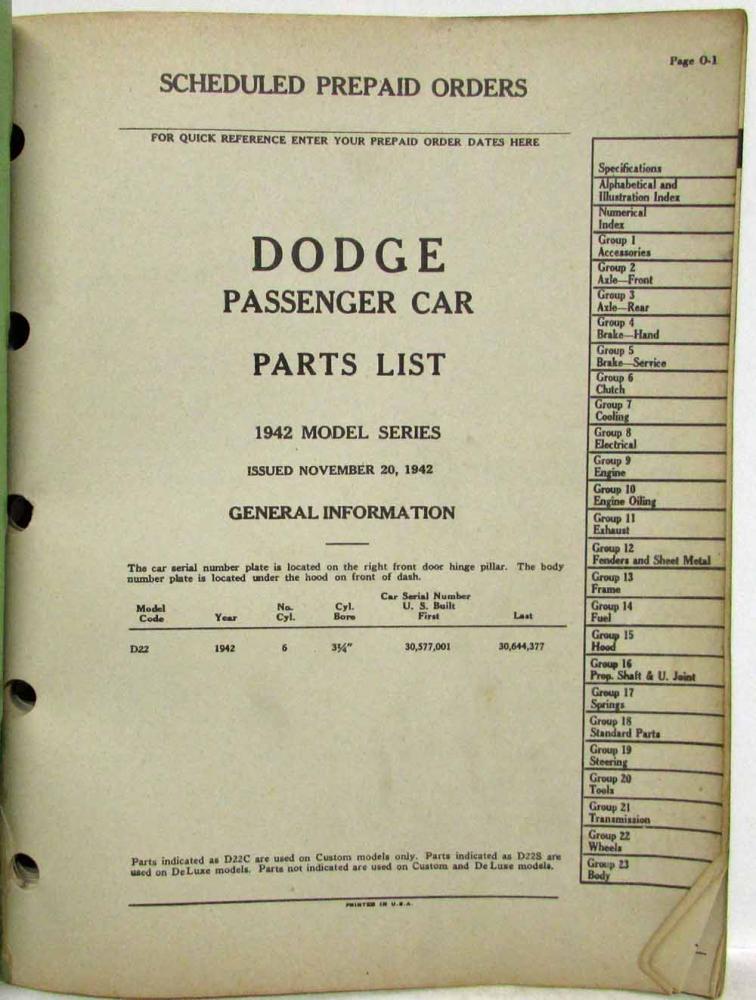 Page 0-1
SCHEDULED PREPAID ORDERS
FOR QUICK REFERENCE ENTER YOUR PREPAID ORDER DATES HERE
DODGE
PASSENGER CAR
PARTS LIST
1942 MODEL SERIES
ISSUED NOVEMBER 20, 1942
GENERAL INFORMATION
The car serial number plate is located on the right front door hinge pillar. The body
number plate is located under the hood on front of dash.
Car Serial Number
Model No. Cyl. U. S. Built
Code Year Cyl. Bore First Last
D22 1942 6 3¼" 30,577,001 30,644,377
Parts indicated as D22C are used on Custom models only. Parts indicated as D22S are
used on DeLuxe models. Parts not indicated are used on Custom and De Luxe models.
PRINTED IN U.S.A.
Specifications
Alphabetical and
Illustration Index
Numerical
Index
Group 1
Accessories
Group 2
Axle—Front
Group 3
Axle—Rear
Group 4
Brake—Hand
Group 5
Brake—Service
Group 6
Clutch
Group 7
Cooling
Group 8
Electrical
Group 9
Engine
Group 10
Engine Oiling
Group 11
Exhaust
Group 12
Fenders and Sheet Metal
Group 13
Frame
Group 14
Fuel
Group 15
Hood
Group 16
Prop. Shaft & U. Joint
Group 17
Springs
Group 18
Standard Parts
Group 19
Steering
Group 20
Tools
Group 21
Transmission
Group 22
Wheels
Group 23
Body